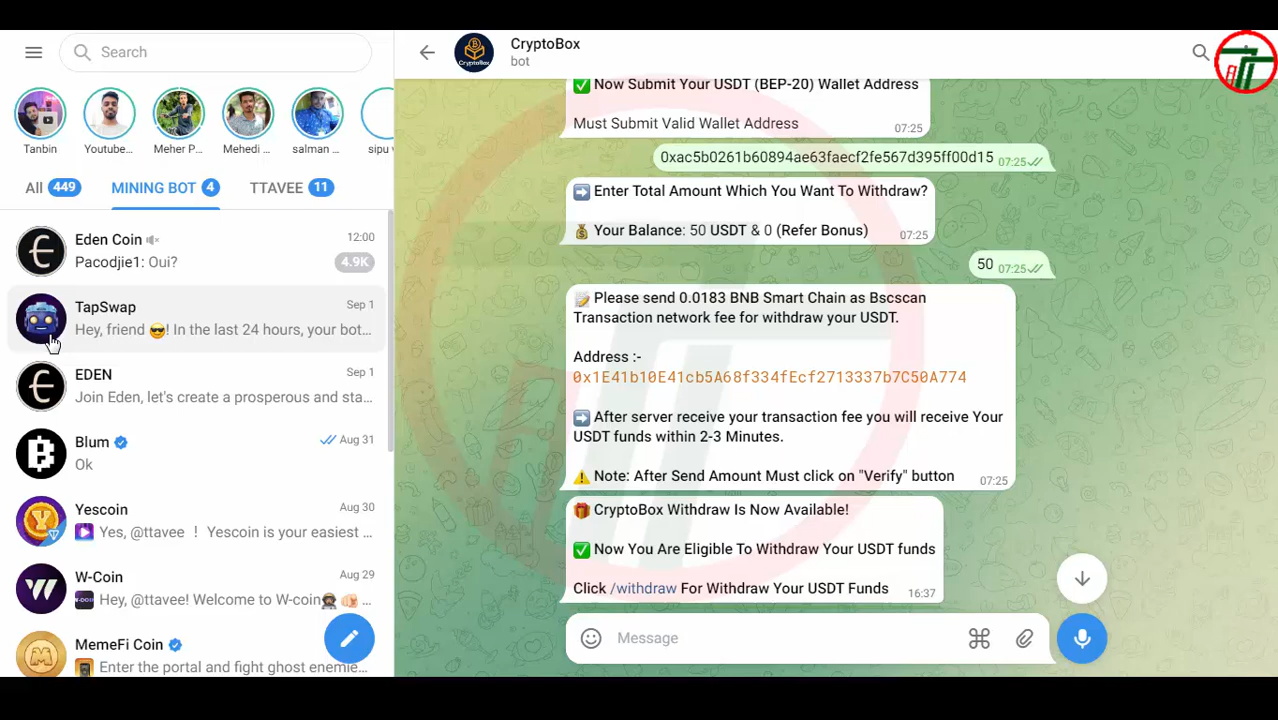 Search
Tanbin
Youtube...
Meher P...
Mehedi ...
salman ...
sipu v
All 449
MINING BOT 4
TTAVEE 11
Eden Coin
12:00
Pacodjie1: Oui?
4.9K
TapSwap
Sep 1
Hey, friend 😎! In the last 24 hours, your bot...
EDEN
Sep 1
Join Eden, let's create a prosperous and sta...
Blum
Aug 31
Ok
Yescoin
Aug 30
Yes, @ttavee ! Yescoin is your easiest ...
W-Coin
Aug 29
Hey, @ttavee! Welcome to W-coin ...
MemeFi Coin
Enter the portal and fight ghost enemie...
CryptoBox
CryptoBox
bot
✅ Now Submit Your USDT (BEP-20) Wallet Address
Must Submit Valid Wallet Address
07:25
0xac5b0261b60894ae63faecf2fe567d395ff00d15 07:25
➡️ Enter Total Amount Which You Want To Withdraw?
💰 Your Balance: 50 USDT & 0 (Refer Bonus)
07:25
50 07:25
📝 Please send 0.0183 BNB Smart Chain as Bscscan
Transaction network fee for withdraw your USDT.
Address :-
0x1E41b10E41cb5A68f334fEcf2713337b7C50A774
➡️ After server receive your transaction fee you will receive Your
USDT funds within 2-3 Minutes.
⚠️ Note: After Send Amount Must click on "Verify" button
07:25
🎁 CryptoBox Withdraw Is Now Available!
✅ Now You Are Eligible To Withdraw Your USDT funds
Click /withdraw For Withdraw Your USDT Funds
16:37
Message